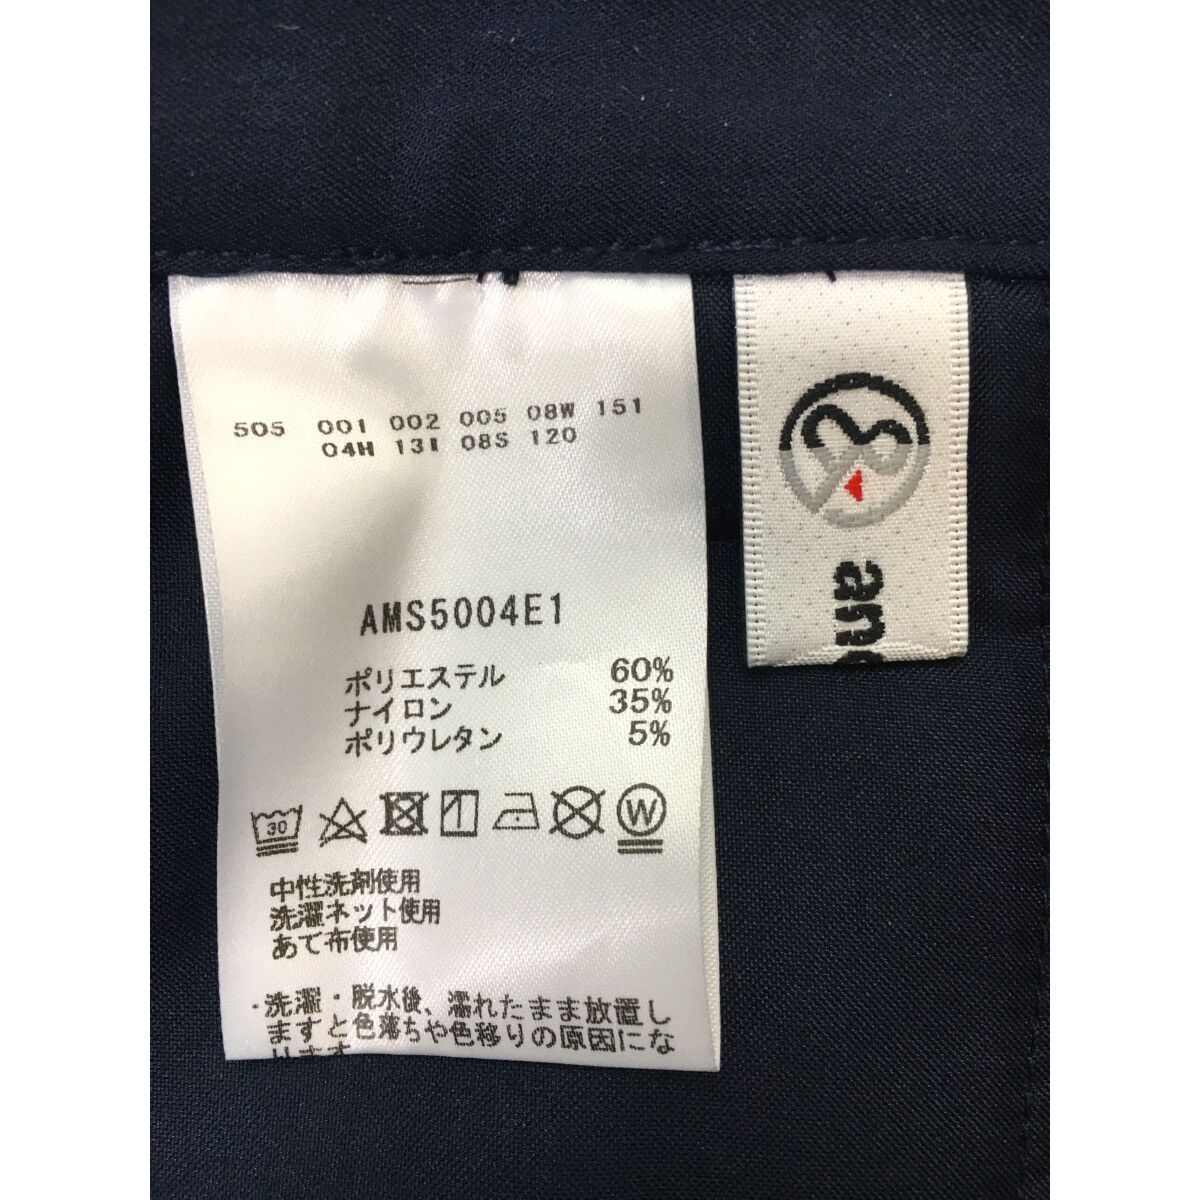 505 001 002 005 08W 151
04H 131 08S 120
AMS5004E1
ポリエステル 60%
ナイロン 35%
ポリウレタン 5%
30
W
中性洗剤使用
洗濯ネット使用
あて布使用
・洗濯・脱水後、濡れたまま放置し
ますと色落ちや色移りの原因にな
ります
an